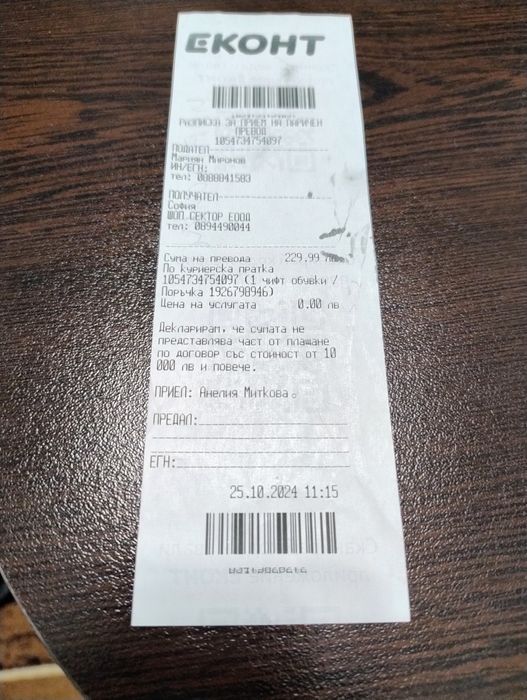 ЕКОНТ
РАЗПИСКА ЗА ПРИЕМ НА ПАРИЧЕН
ПРЕВОД
1054734754097
ПОДАТЕЛ
Мариян Миронов
ИН/ЕГН:
тел: 0888841583
ПОЛУЧАТЕЛ
София
ШОП СЕКТОР ЕООД
тел: 0894490044
Сума на превода 229.99 лв.
По куриерска пратка
1054734754097 (1 чифт обувки /
Поръчка 1926798946)
Цена на услугата 0.00 лв
Декларирам, че сумата не
представлява част от плащане
по договор със стойност от 10
000 лв и повече.
ПРИЕЛ: Анелия Миткова
ПРЕДАЛ:
ЕГН:
25.10.2024 11:15